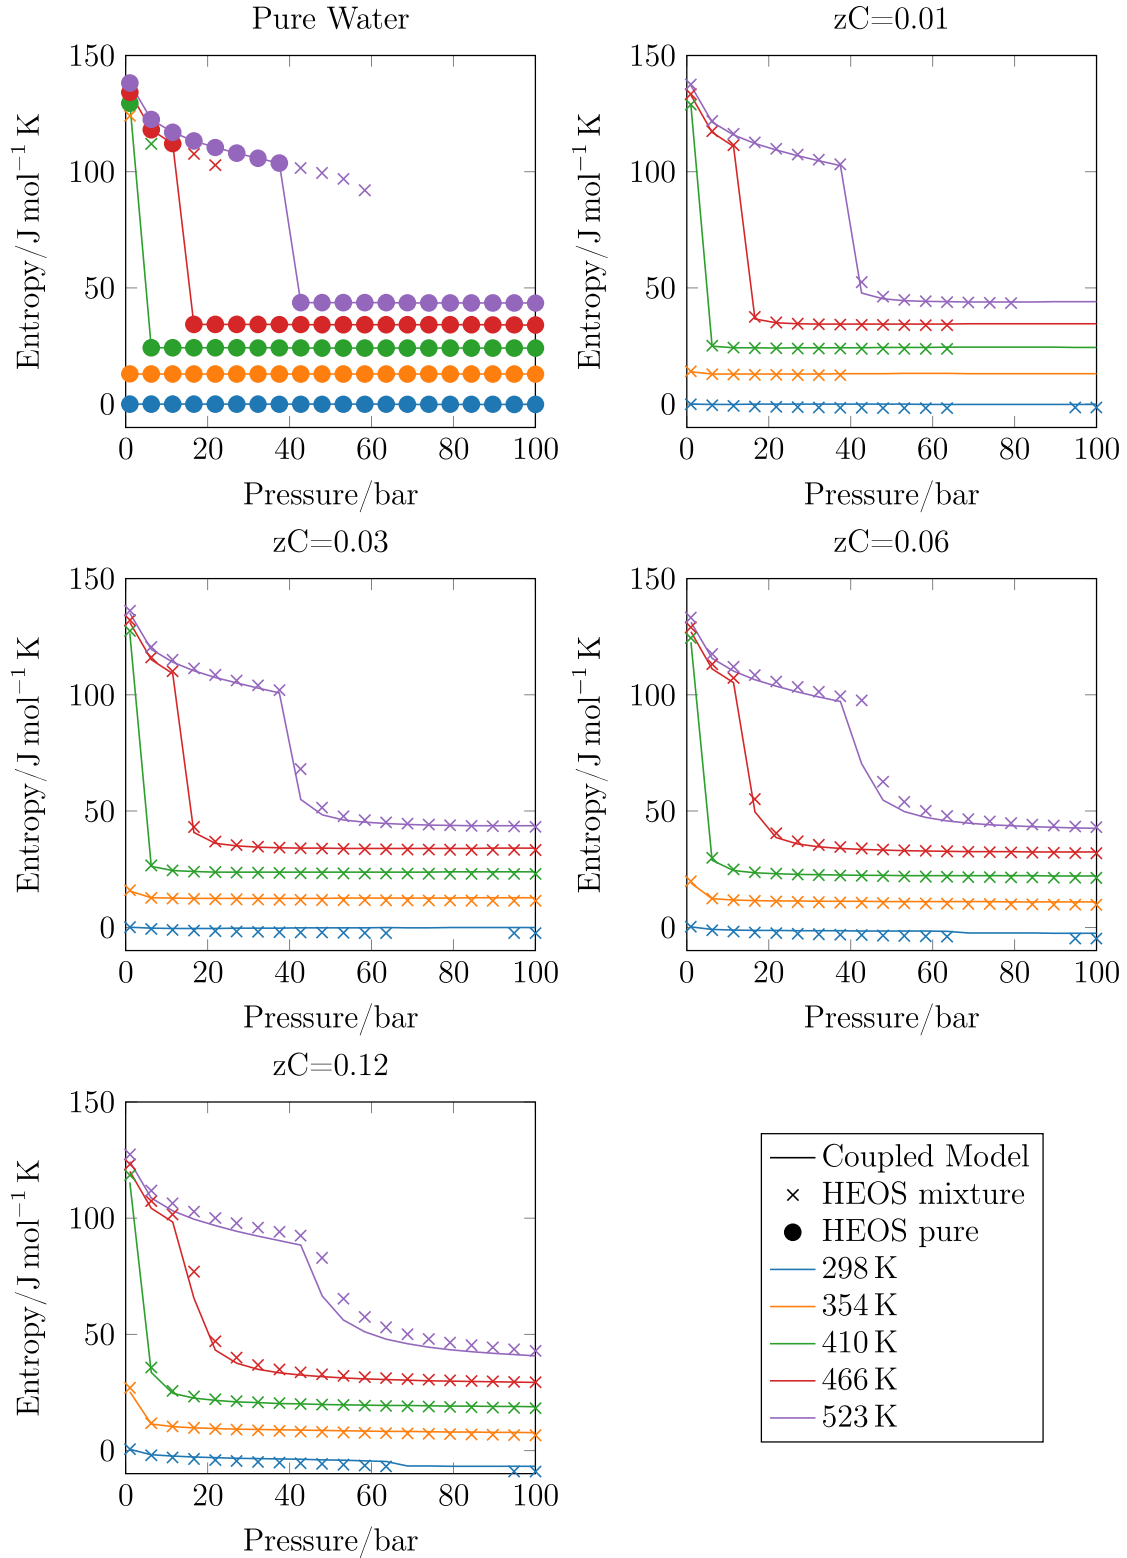 Pure Water
zC=0.01
150
100
50
0
Entropy/J mol⁻¹ K
0 20 40 60 80 100
Pressure/bar
150
100
50
0
Entropy/J mol⁻¹ K
0 20 40 60 80 100
Pressure/bar
zC=0.03
zC=0.06
150
100
50
0
Entropy/J mol⁻¹ K
0 20 40 60 80 100
Pressure/bar
150
100
50
0
Entropy/J mol⁻¹ K
0 20 40 60 80 100
Pressure/bar
zC=0.12
150
100
50
0
Entropy/J mol⁻¹ K
0 20 40 60 80 100
Pressure/bar
Coupled Model
HEOS mixture
HEOS pure
298 K
354 K
410 K
466 K
523 K